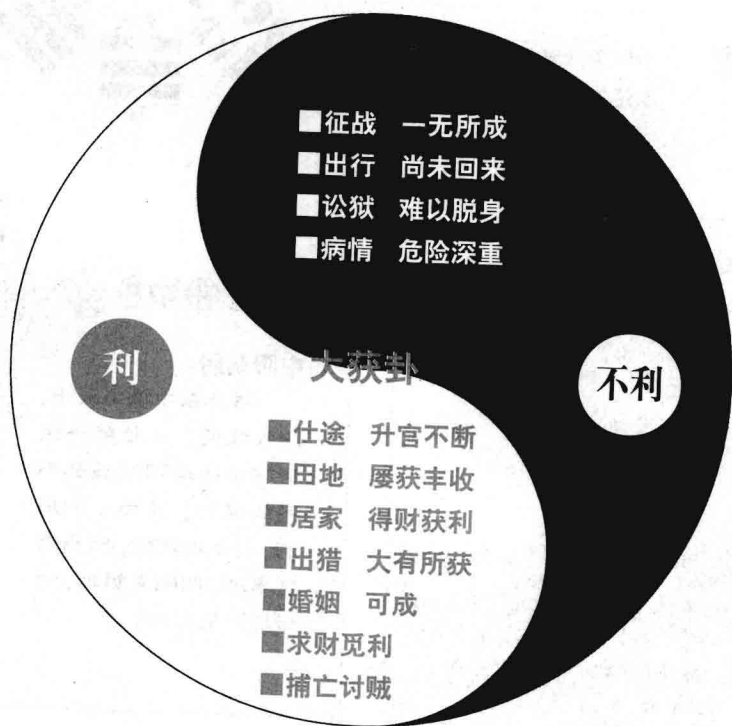 ■征战 一无所成
■出行 尚未回来
■讼狱 难以脱身
■病情 危险深重
利
大获卦
不利
■仕途 升官不断
■田地 屡获丰收
■居家 得财获利
■出猎 大有所获
■婚姻 可成
■求财觅利
■捕亡讨贼